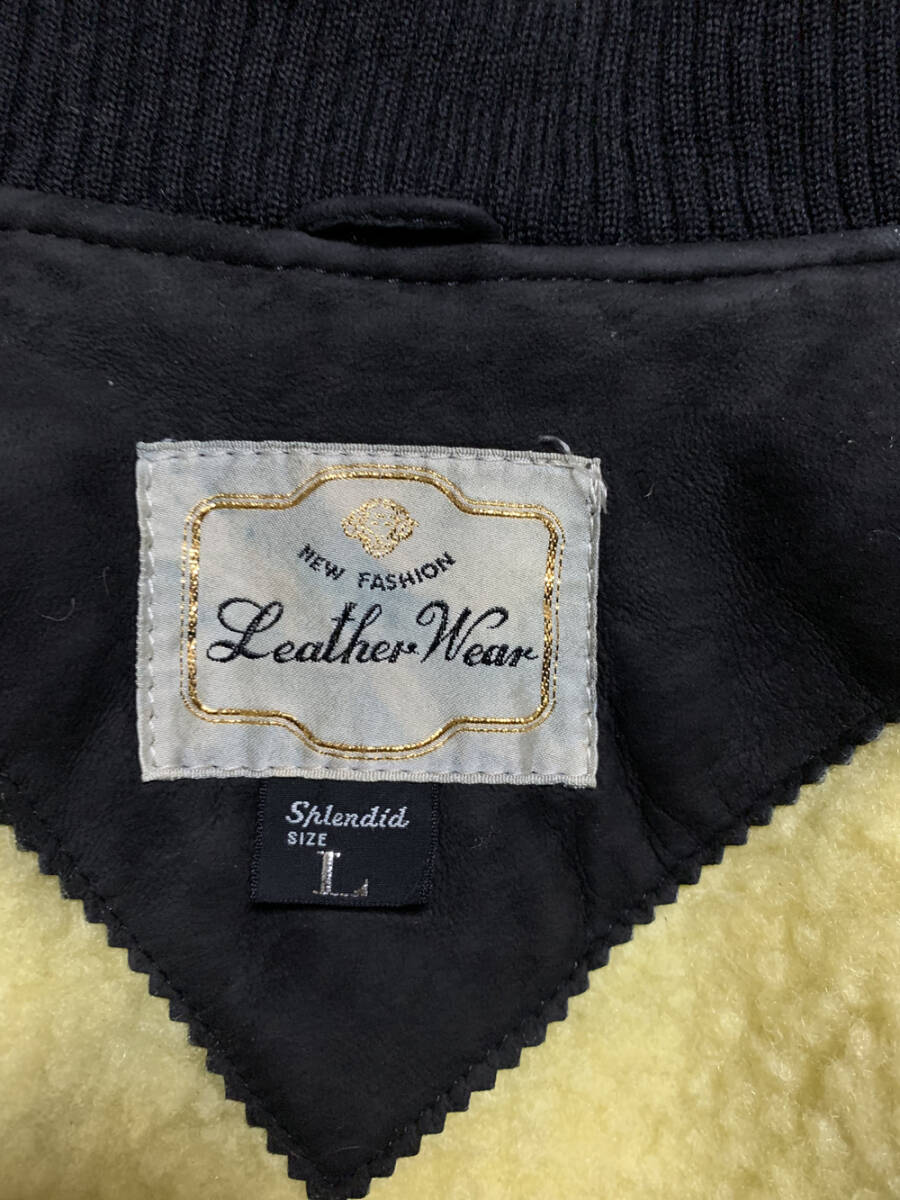 NEW FASHION
Leather Wear
Splendid
SIZE
L